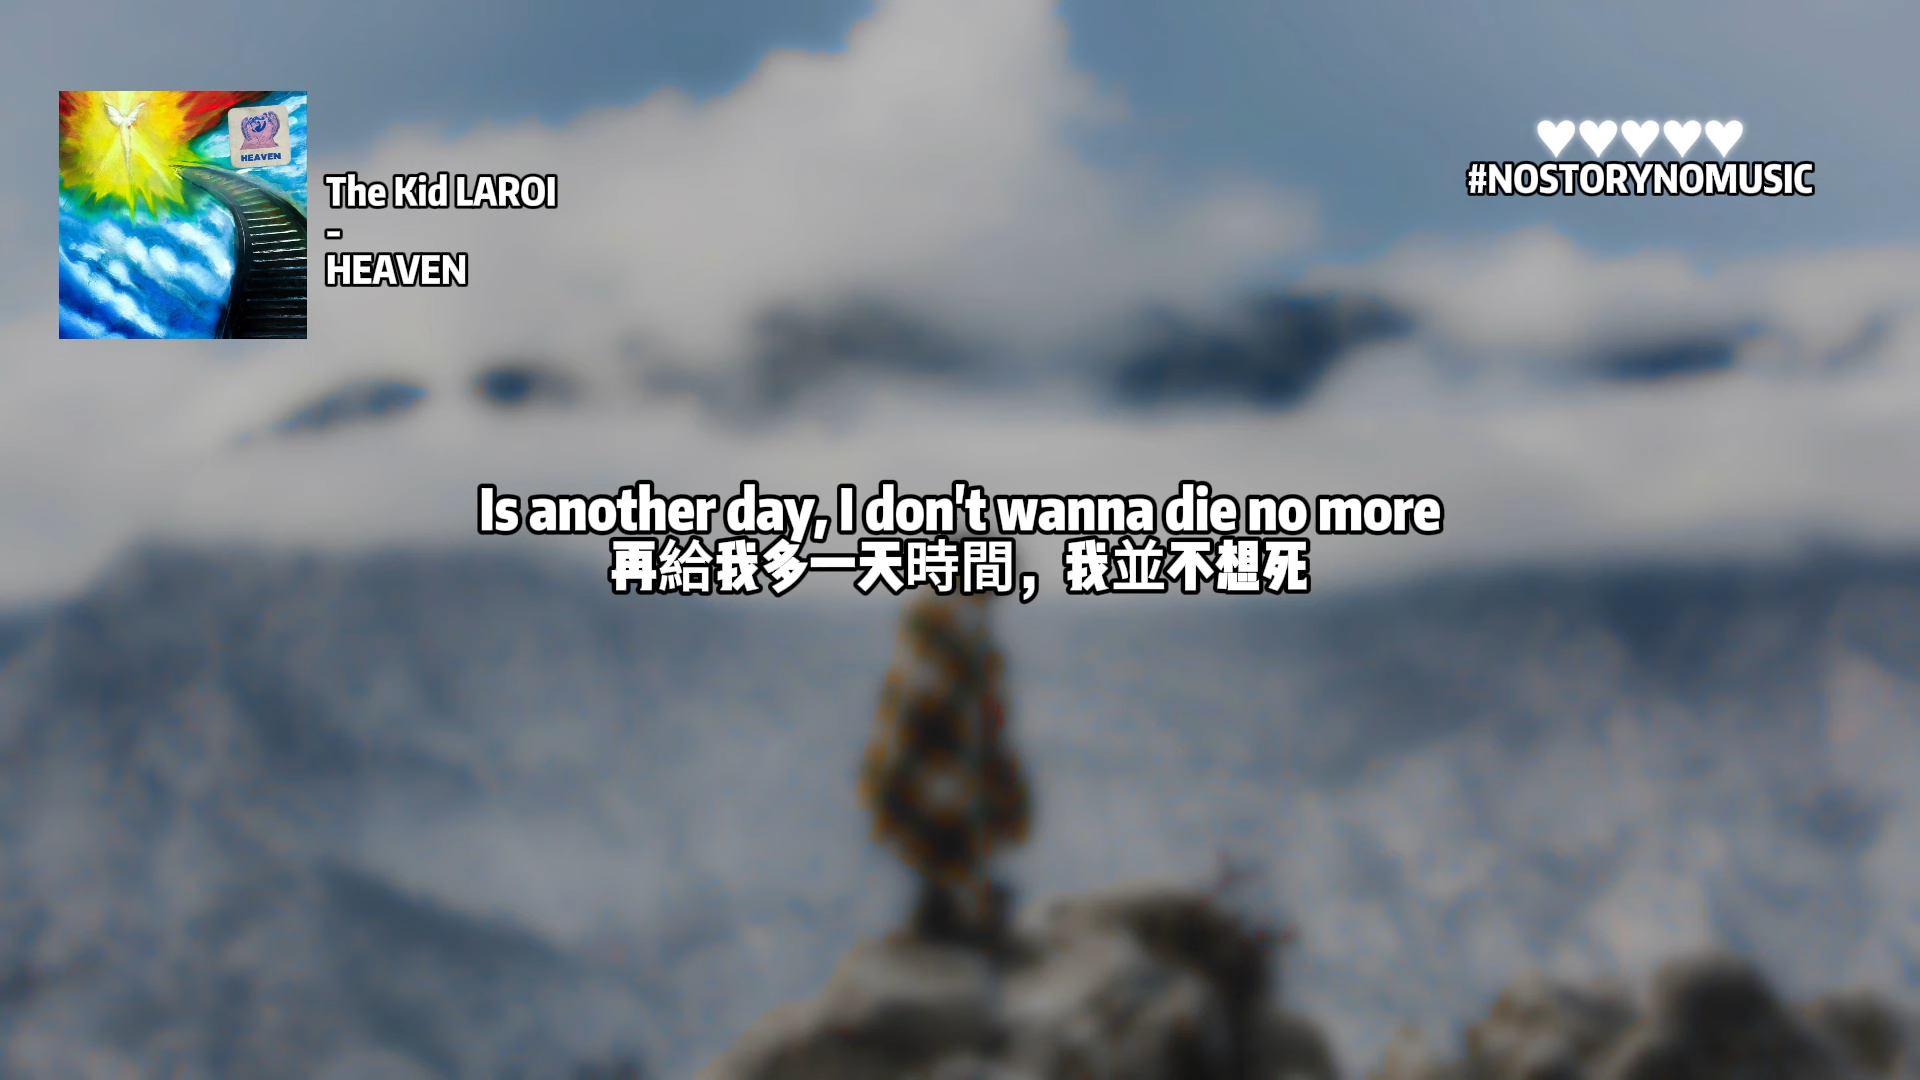 HEAVEN
The Kid LAROI
-
HEAVEN
♥♥♥♥♥
#NOSTORYNOMUSIC
Is another day, I don't wanna die no more
再給我多一天時間，我並不想死